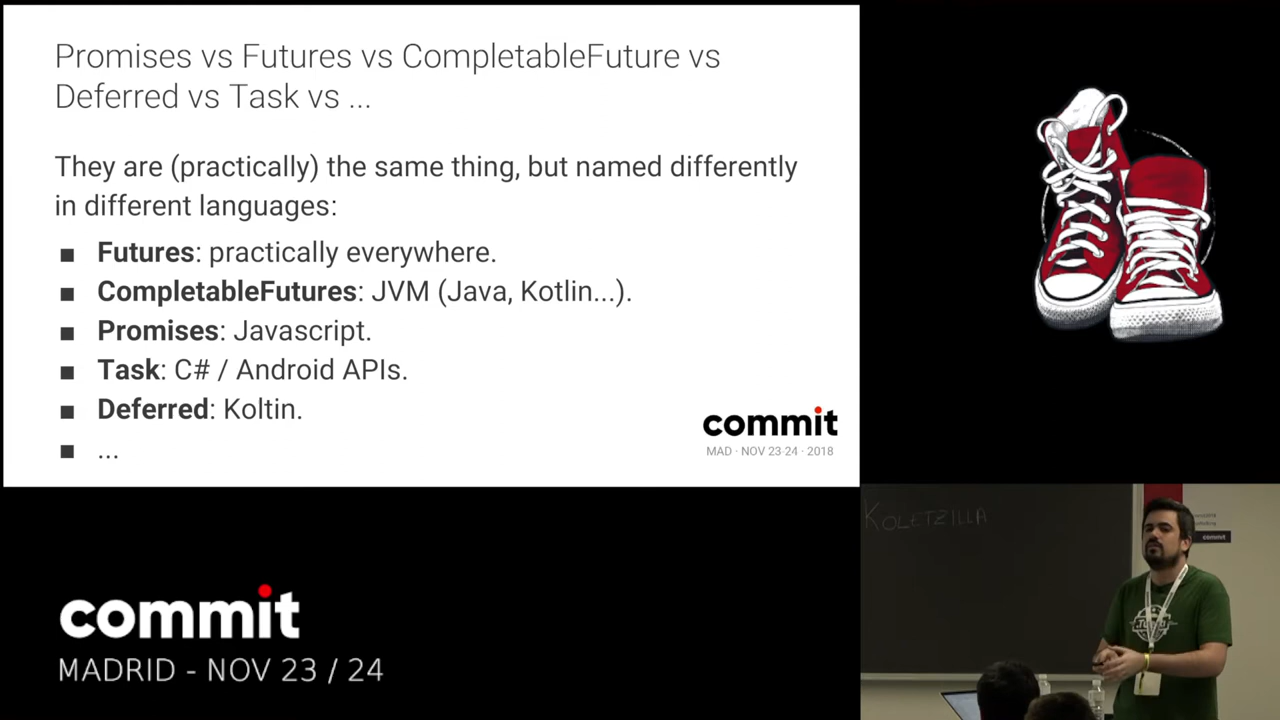 Promises vs Futures vs CompletableFuture vs
Deferred vs Task vs ...
They are (practically) the same thing, but named differently
in different languages:
■ Futures: practically everywhere.
■ CompletableFutures: JVM (Java, Kotlin...).
■ Promises: Javascript.
■ Task: C# / Android APIs.
■ Deferred: Koltin.
■ ...
commit
MAD · NOV 23-24 · 2018
KOLETZILLA
commit
commit
MADRID - NOV 23 / 24